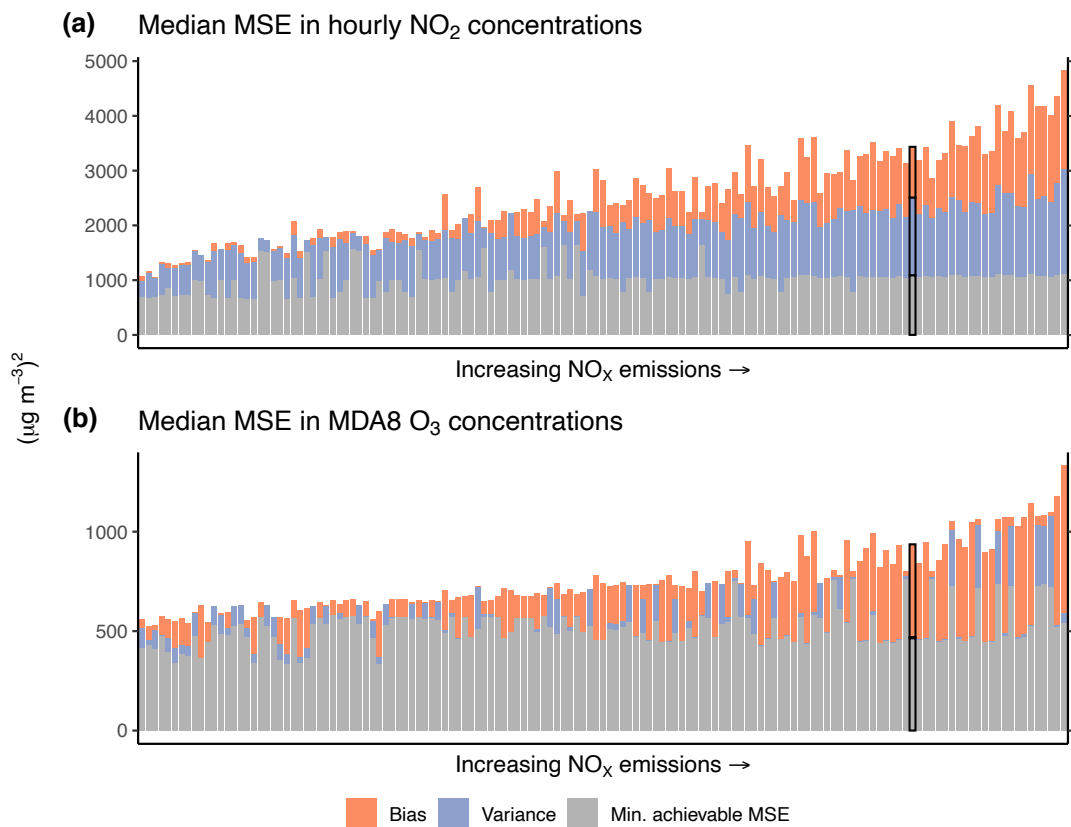 (a) Median MSE in hourly NO₂ concentrations
5000
4000
3000
2000
1000
0
Increasing NOₓ emissions →
(μg m⁻³)²
(b) Median MSE in MDA8 O₃ concentrations
1000
500
0
Increasing NOₓ emissions →
Bias Variance Min. achievable MSE